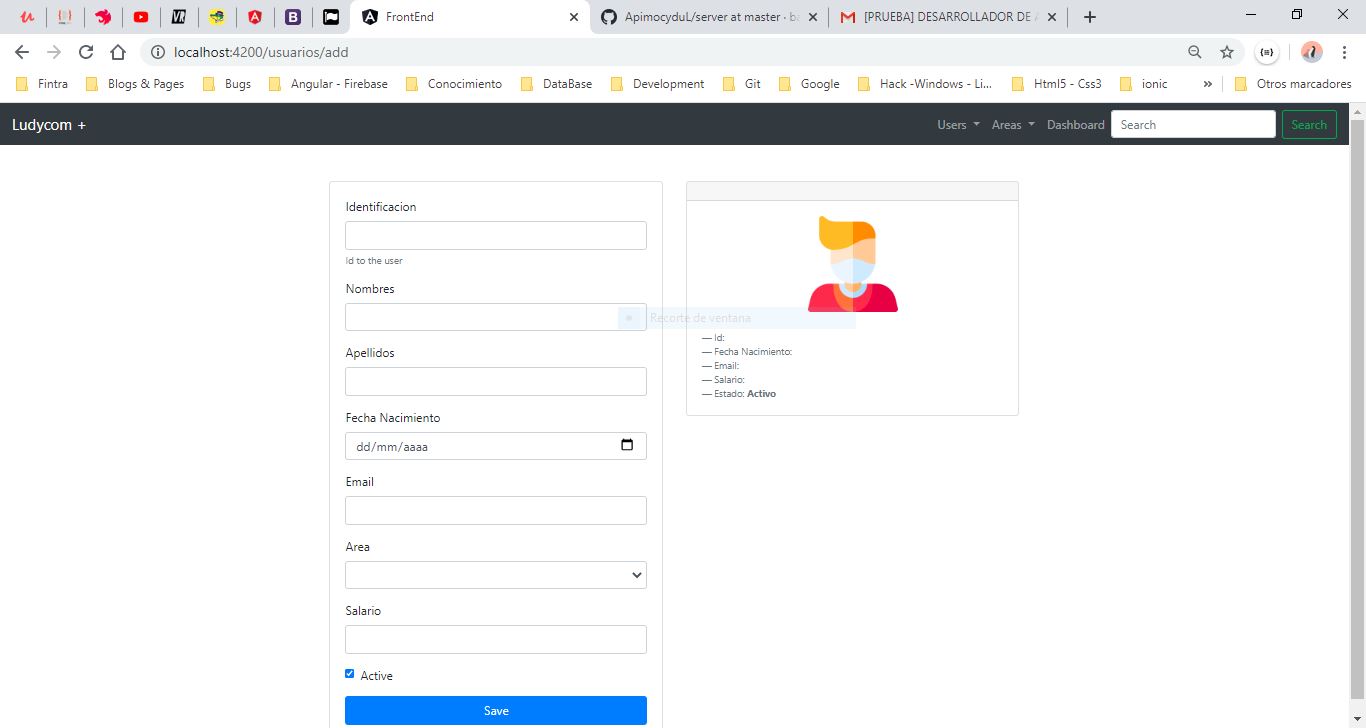 FrontEnd
ApimocyduL/server at master · ba
[PRUEBA] DESARROLLADOR DE A
localhost:4200/usuarios/add
Fintra
Blogs & Pages
Bugs
Angular - Firebase
Conocimiento
DataBase
Development
Git
Google
Hack -Windows - Li...
Html5 - Css3
ionic
»
Otros marcadores
Ludycom +
Users
Areas
Dashboard
Search
Search
Identificacion
Id to the user
Nombres
Recorte de ventana
Apellidos
Fecha Nacimiento
dd/mm/aaaa
Email
Area
Salario
Active
Save
— Id:
— Fecha Nacimiento:
— Email:
— Salario:
— Estado: Activo